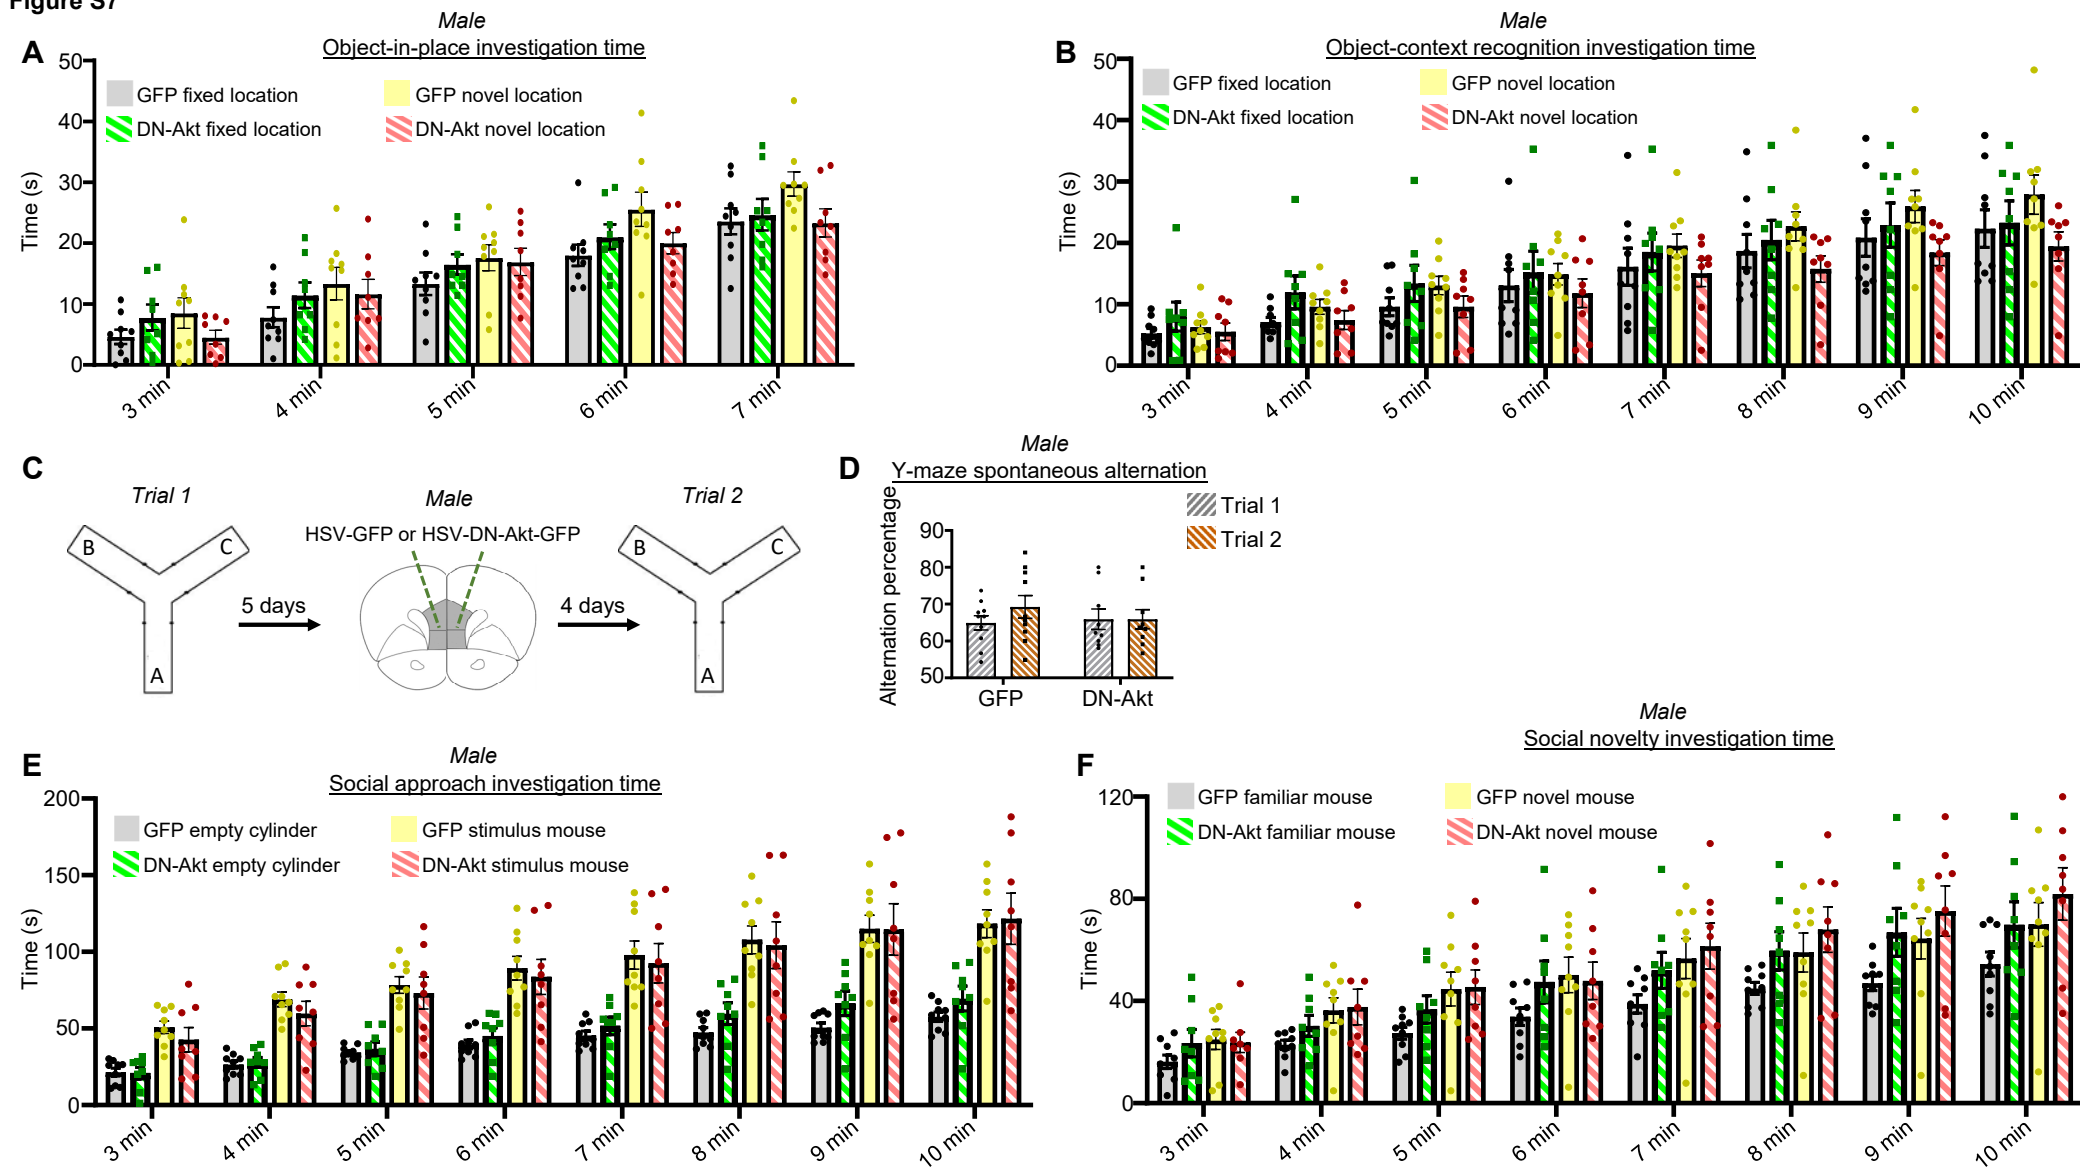 Figure S7
A
Male
Object-in-place investigation time
50
40
30
20
10
0
Time (s)
GFP fixed location
GFP novel location
DN-Akt fixed location
DN-Akt novel location
3 min
4 min
5 min
6 min
7 min
B
Male
Object-context recognition investigation time
50
40
30
20
10
0
Time (s)
GFP fixed location
GFP novel location
DN-Akt fixed location
DN-Akt novel location
3 min
4 min
5 min
6 min
7 min
8 min
9 min
10 min
C
Trial 1
B
C
A
5 days
Male
HSV-GFP or HSV-DN-Akt-GFP
4 days
Trial 2
B
C
A
D
Male
Y-maze spontaneous alternation
Trial 1
Trial 2
Alternation percentage
90
80
70
60
50
GFP
DN-Akt
E
Male
Social approach investigation time
200
150
100
50
0
Time (s)
GFP empty cylinder
GFP stimulus mouse
DN-Akt empty cylinder
DN-Akt stimulus mouse
3 min
4 min
5 min
6 min
7 min
8 min
9 min
10 min
F
Male
Social novelty investigation time
120
80
40
0
Time (s)
GFP familiar mouse
GFP novel mouse
DN-Akt familiar mouse
DN-Akt novel mouse
3 min
4 min
5 min
6 min
7 min
8 min
9 min
10 min